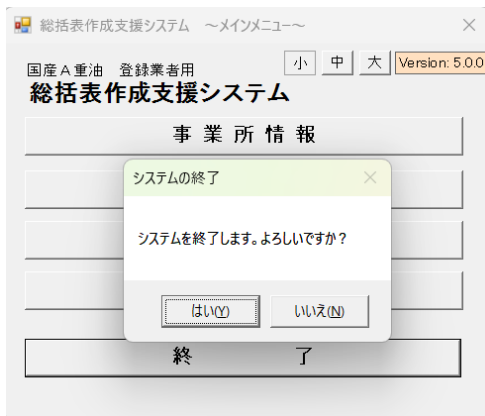 総括表作成支援システム ～メインメニュー～
国産Ａ重油 登録業者用
小 中 大 Version: 5.0.0
総括表作成支援システム
事 業 所 情 報
システムの終了
システムを終了します。よろしいですか？
はい(Y) いいえ(N)
終 了